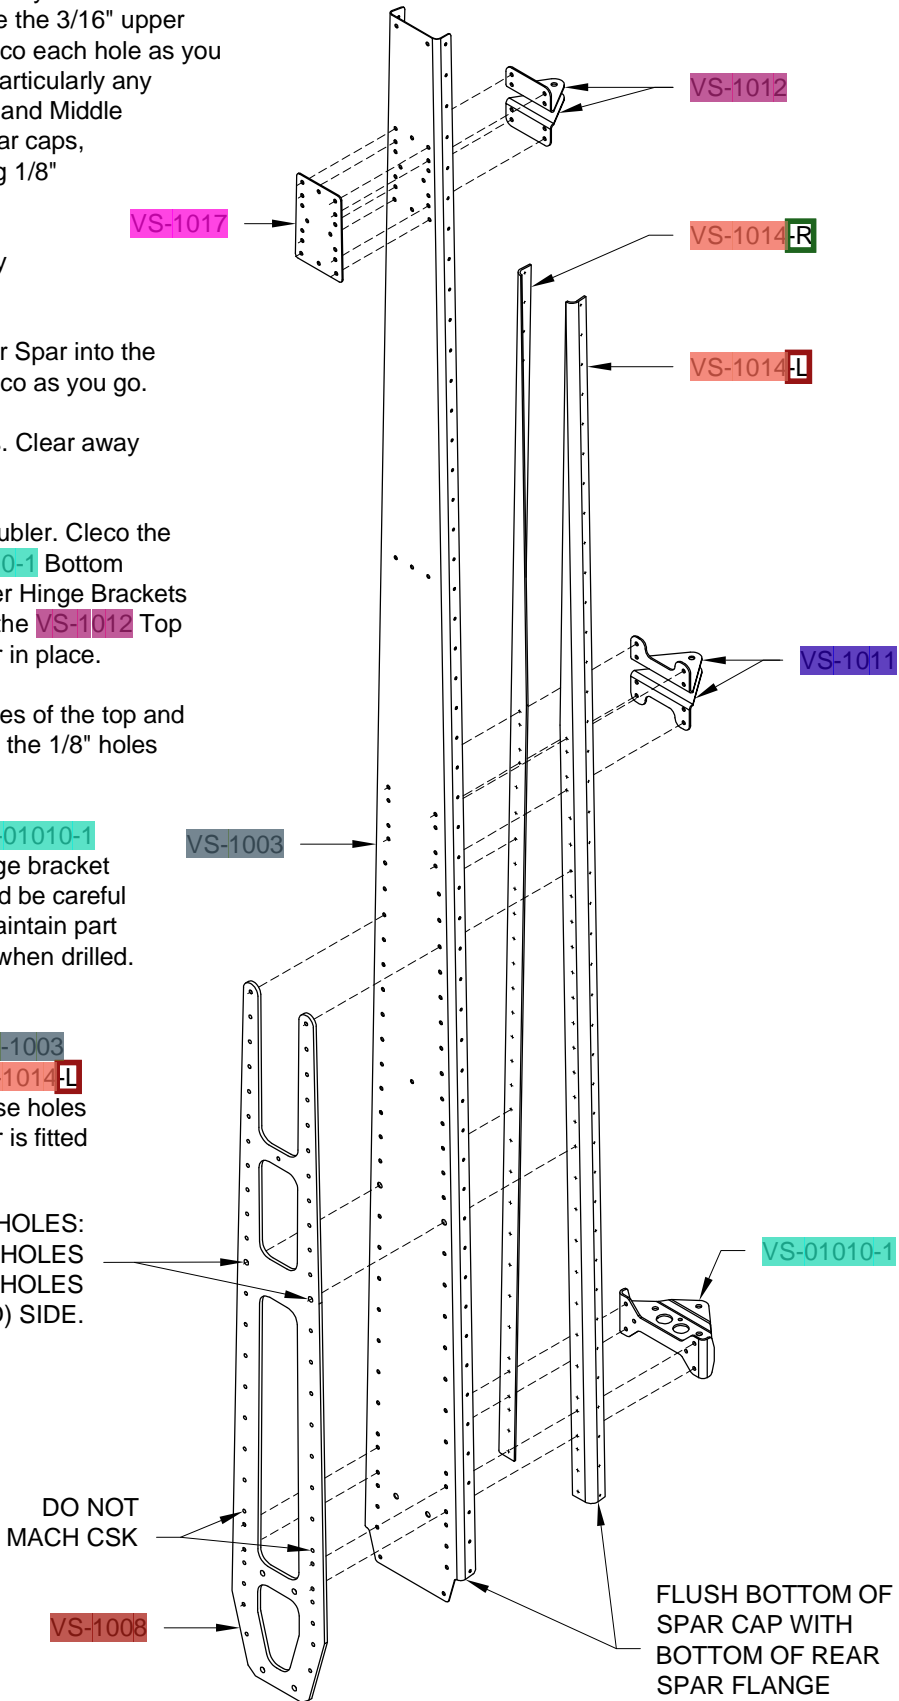 e the 3/16" upper
co each hole as you
articularly any
and Middle
ar caps,
g 1/8"
VS-1012
VS-1017
VS-1014-R
y
r Spar into the
co as you go.
VS-1014-L
. Clear away
ubler. Cleco the
0-1 Bottom
er Hinge Brackets
the VS-1012 Top
r in place.
VS-1011
es of the top and
the 1/8" holes
-01010-1
VS-1003
ge bracket
d be careful
aintain part
when drilled.
-1003
-1014-L
se holes
r is fitted
HOLES:
HOLES
HOLES
) SIDE.
VS-01010-1
DO NOT
MACH CSK
VS-1008
FLUSH BOTTOM OF
SPAR CAP WITH
BOTTOM OF REAR
SPAR FLANGE